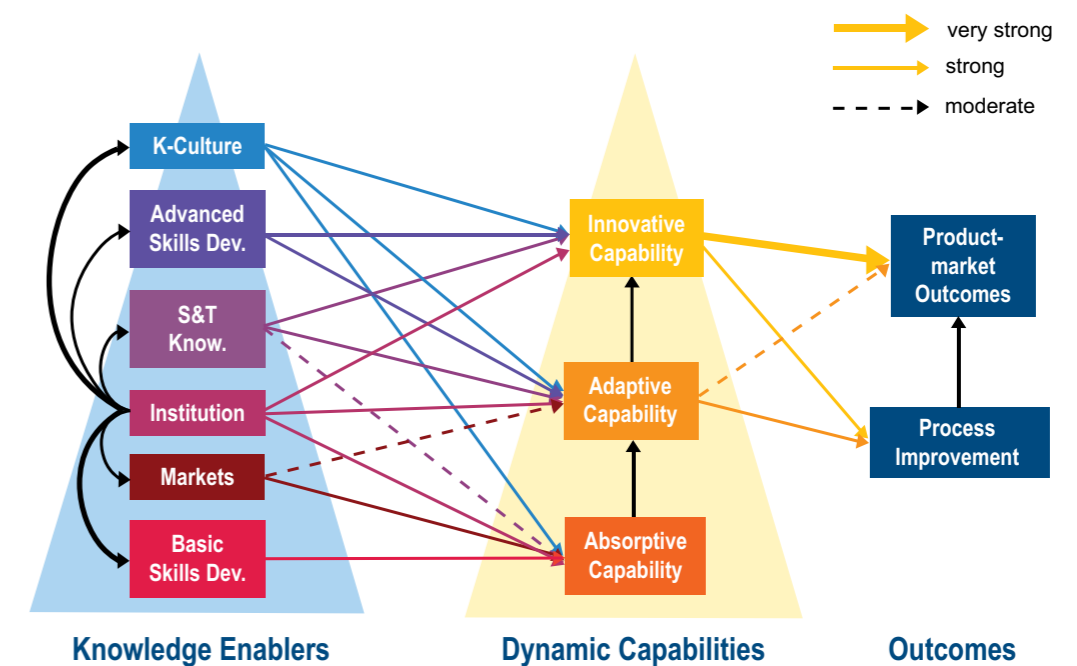 very strong
strong
moderate
K-Culture
Advanced
Skills Dev.
S&T
Know.
Institution
Markets
Basic
Skills Dev.
Innovative
Capability
Adaptive
Capability
Absorptive
Capability
Product-
market
Outcomes
Process
Improvement
Knowledge Enablers
Dynamic Capabilities
Outcomes